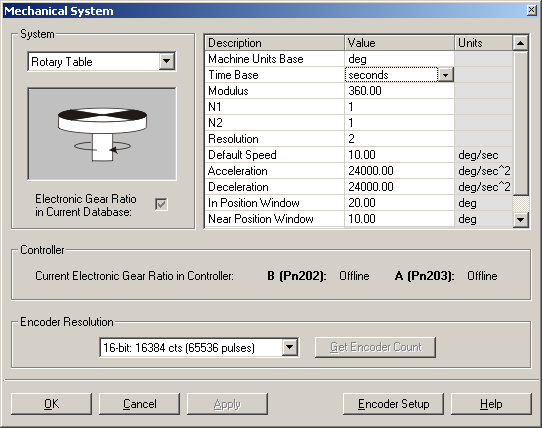 Mechanical System
System
Rotary Table
Electronic Gear Ratio
in Current Database:
Description Value Units
Machine Units Base deg
Time Base seconds
Modulus 360.00
N1 1
N2 1
Resolution 2
Default Speed 10.00 deg/sec
Acceleration 24000.00 deg/sec^2
Deceleration 24000.00 deg/sec^2
In Position Window 20.00 deg
Near Position Window 10.00 deg
Controller
Current Electronic Gear Ratio in Controller: B (Pn202): Offline A (Pn203): Offline
Encoder Resolution
16-bit: 16384 cts (65536 pulses) Get Encoder Count
OK Cancel Apply Encoder Setup Help